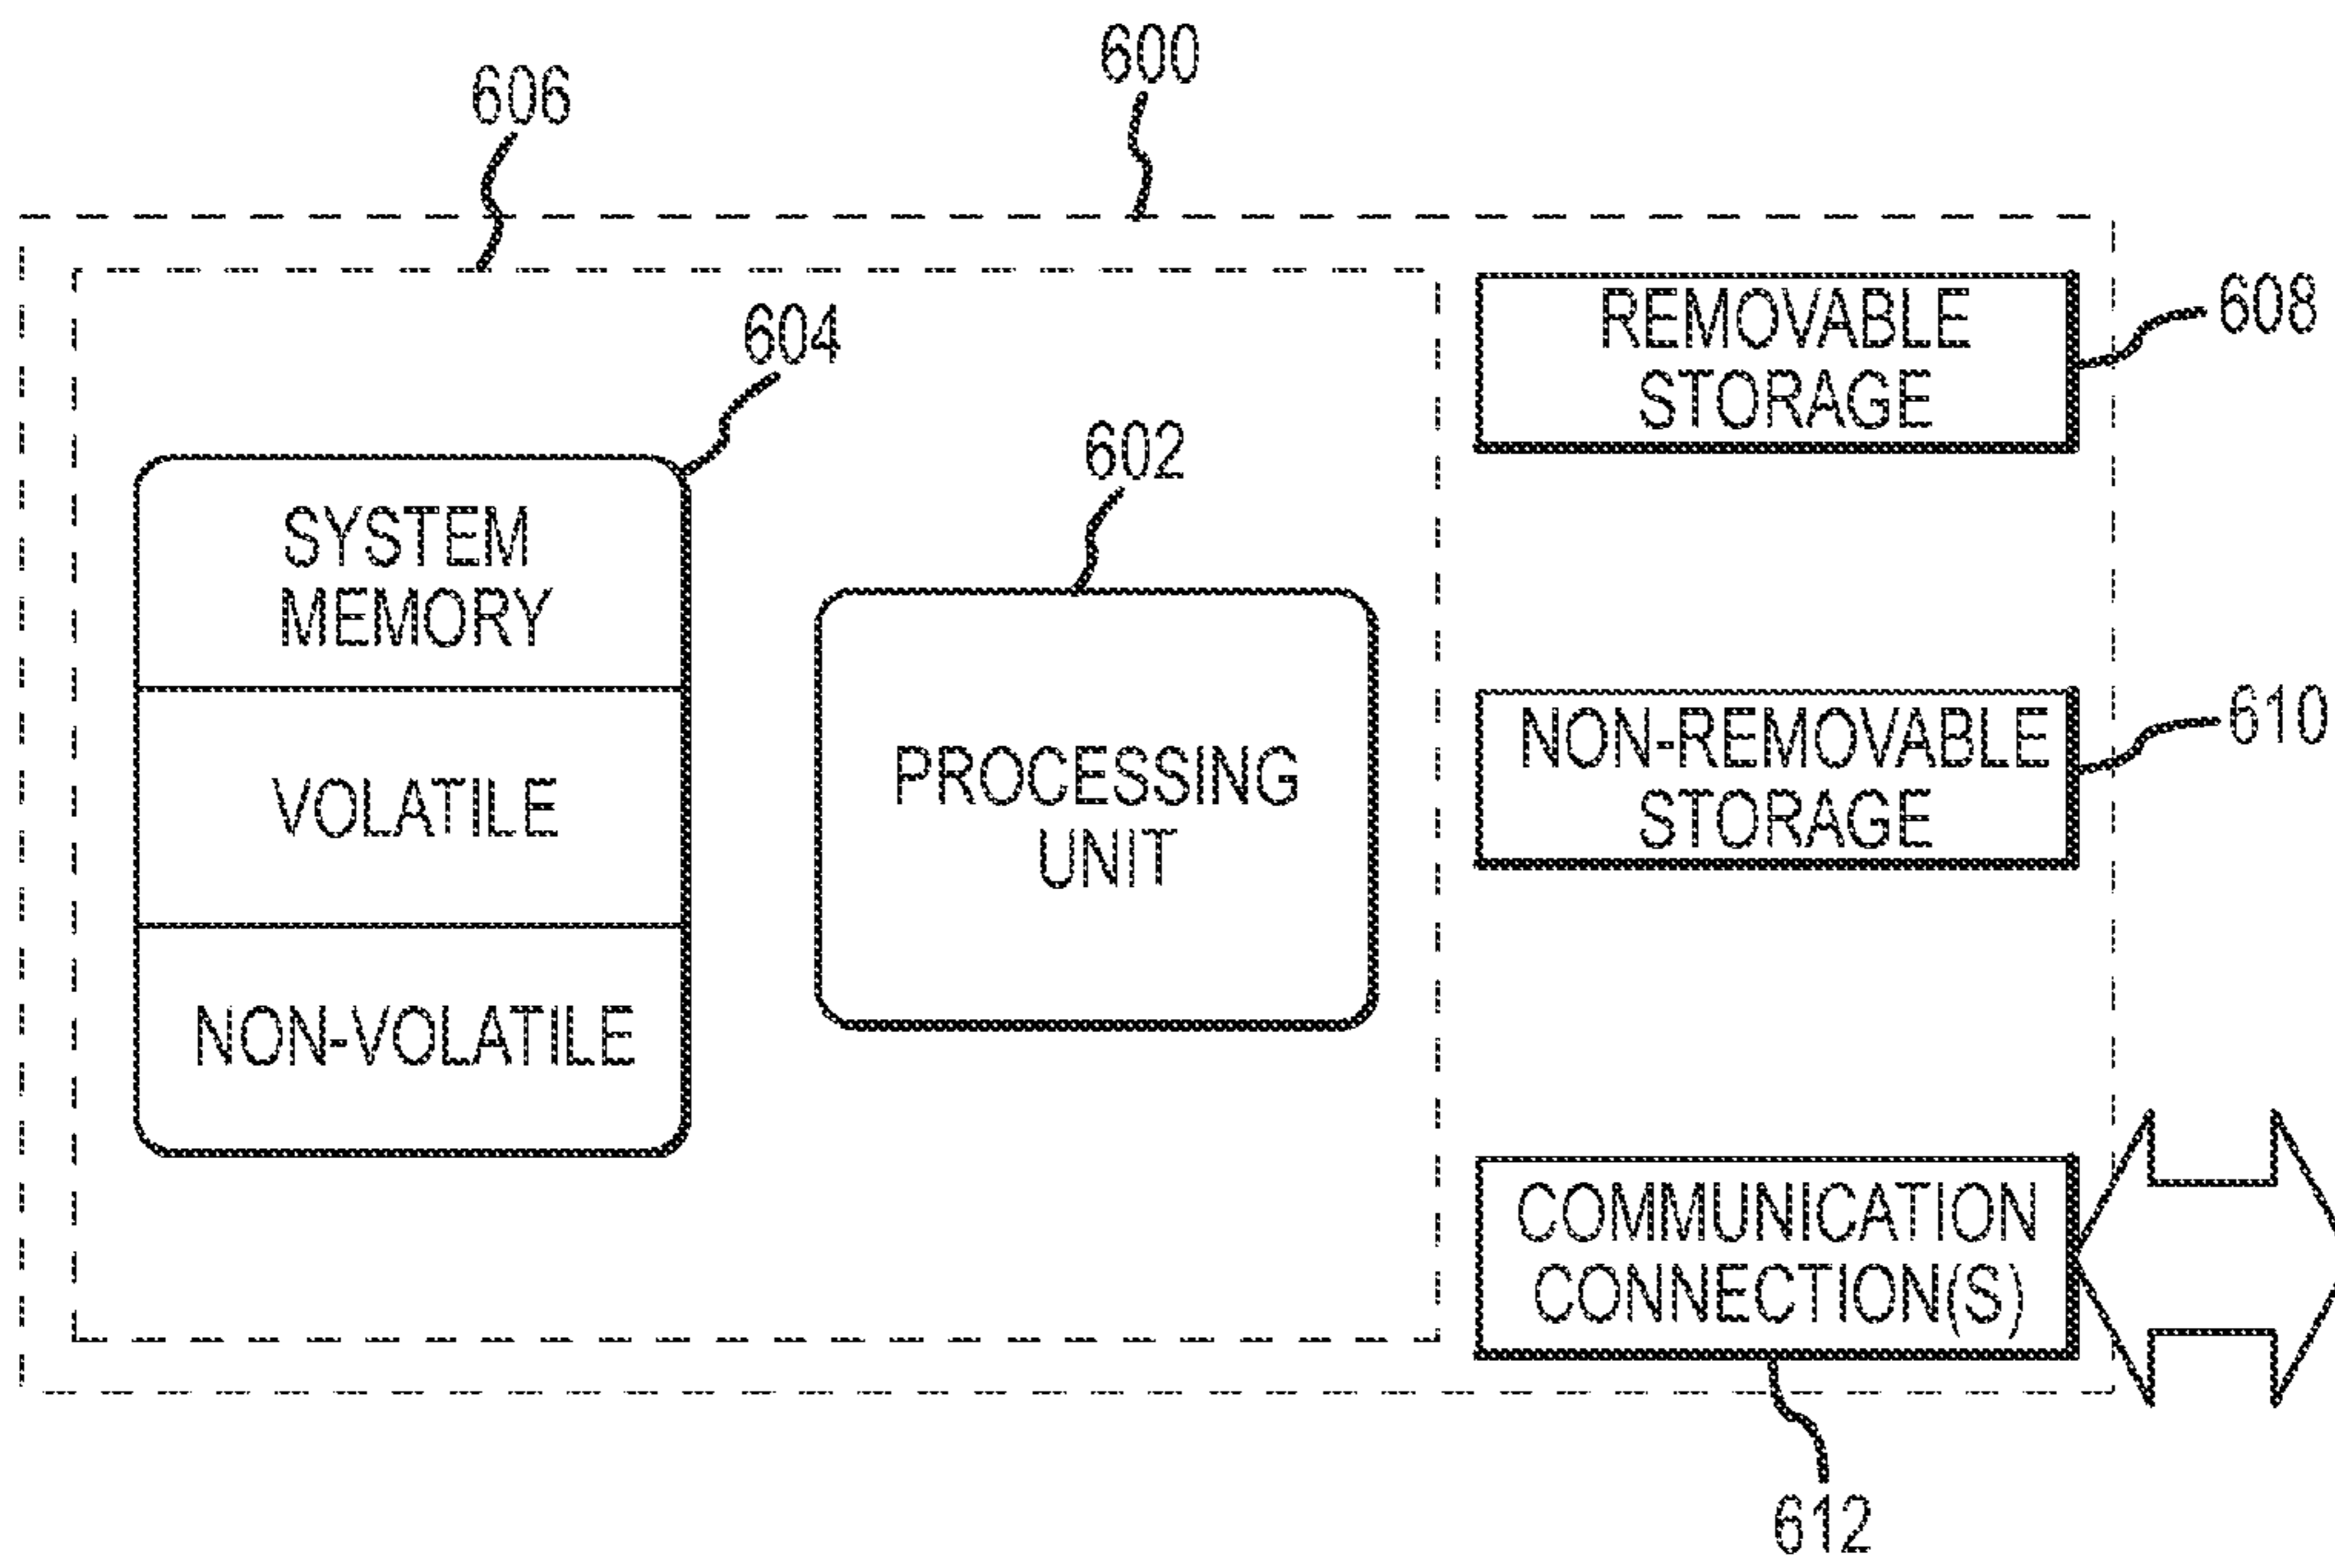 600
606
604
602
608
REMOVABLE
STORAGE
SYSTEM
MEMORY
VOLATILE
NON-VOLATILE
PROCESSING
UNIT
610
NON-REMOVABLE
STORAGE
COMMUNICATION
CONNECTION(S)
612